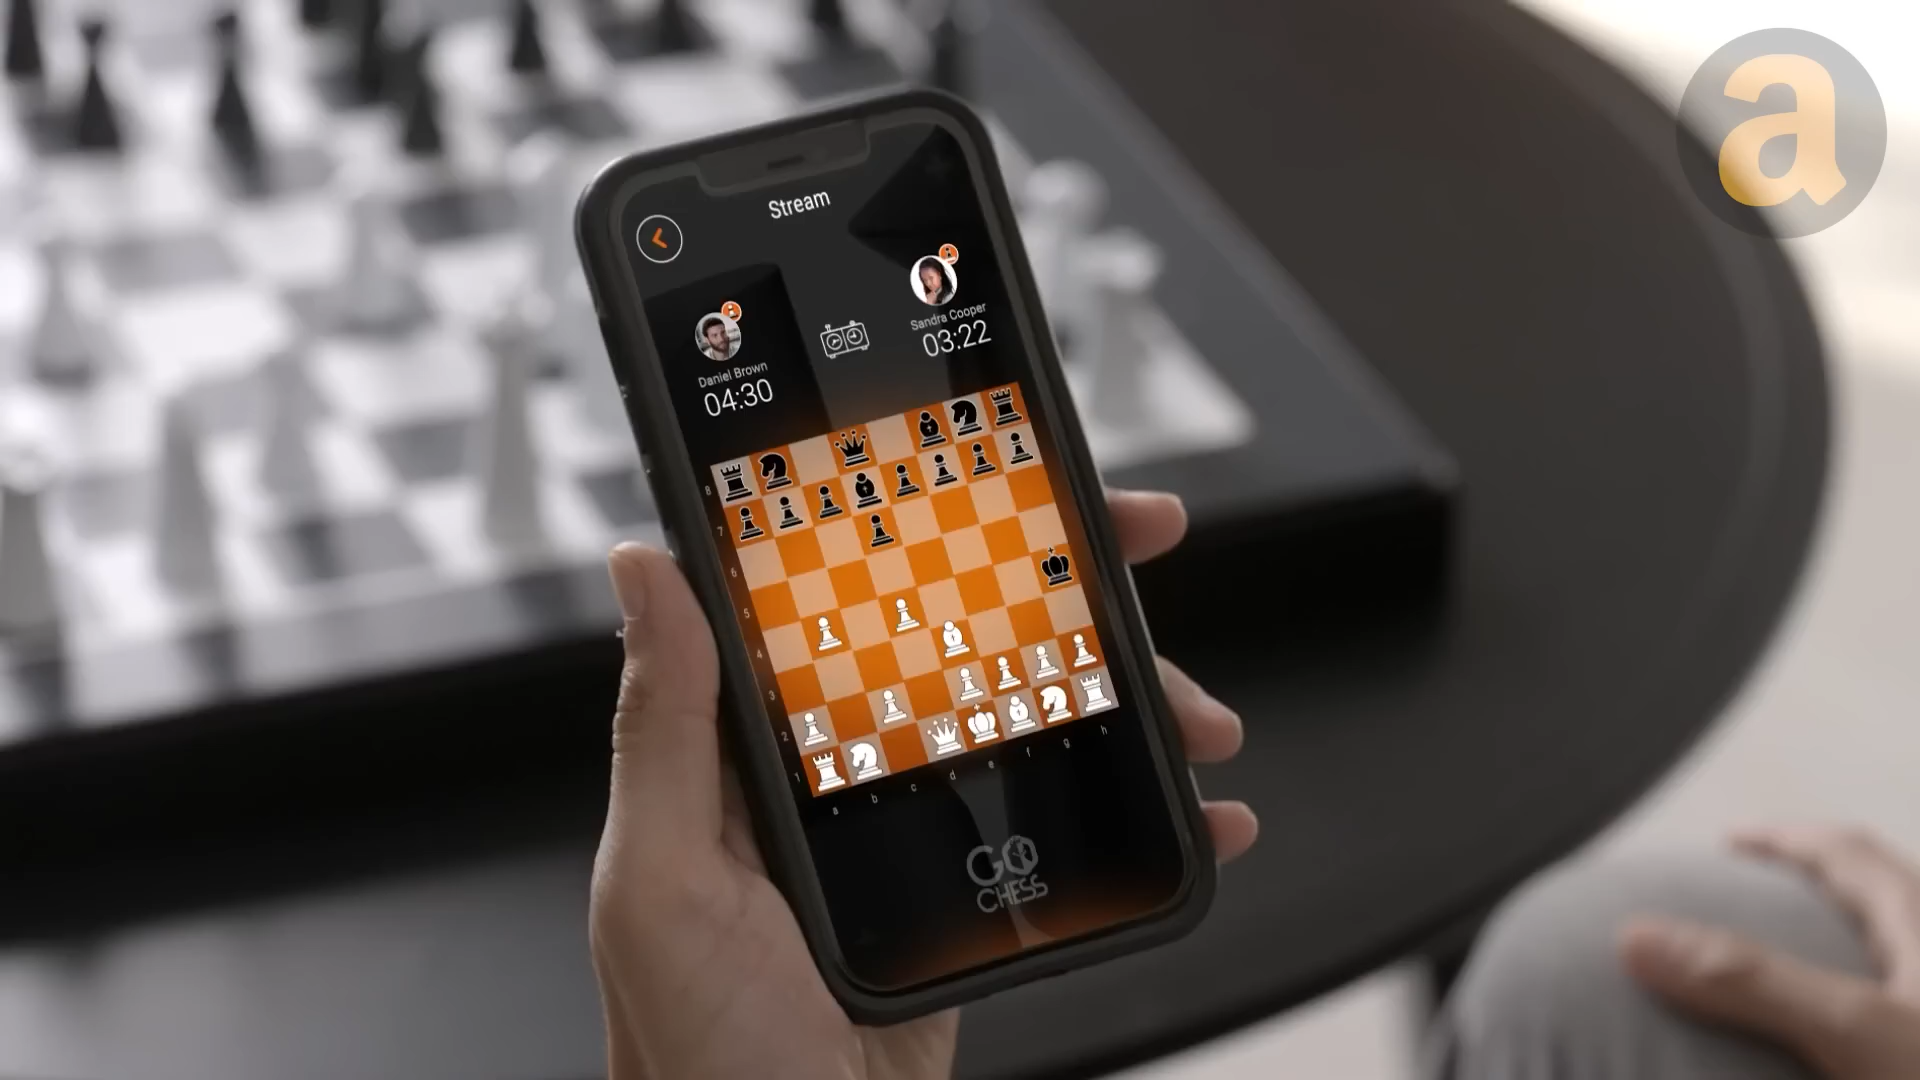 a
Stream
Daniel Brown
04:30
Sandra Cooper
03:22
8
7
6
5
4
3
2
1
a
b
c
d
e
f
g
h
GO
CHESS